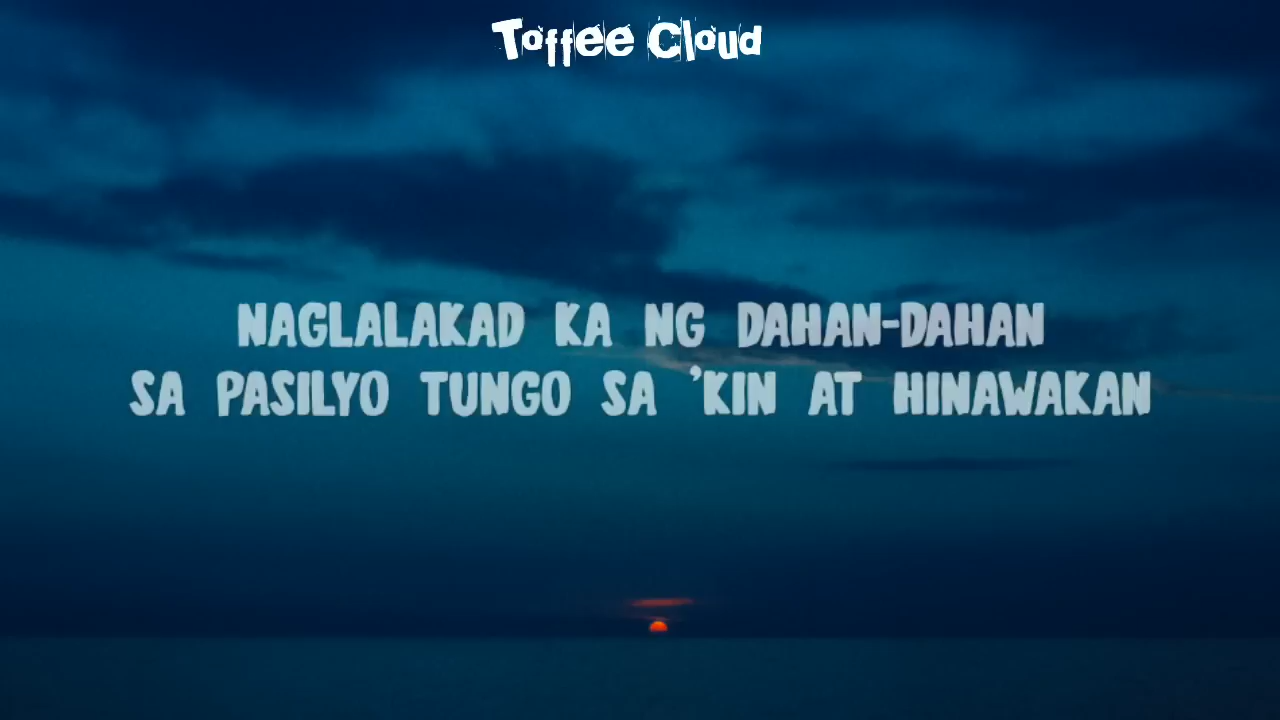 Toffee Cloud
NAGLALAKAD KA NG DAHAN-DAHAN
SA PASILYO TUNGO SA 'KIN AT HINAWAKAN